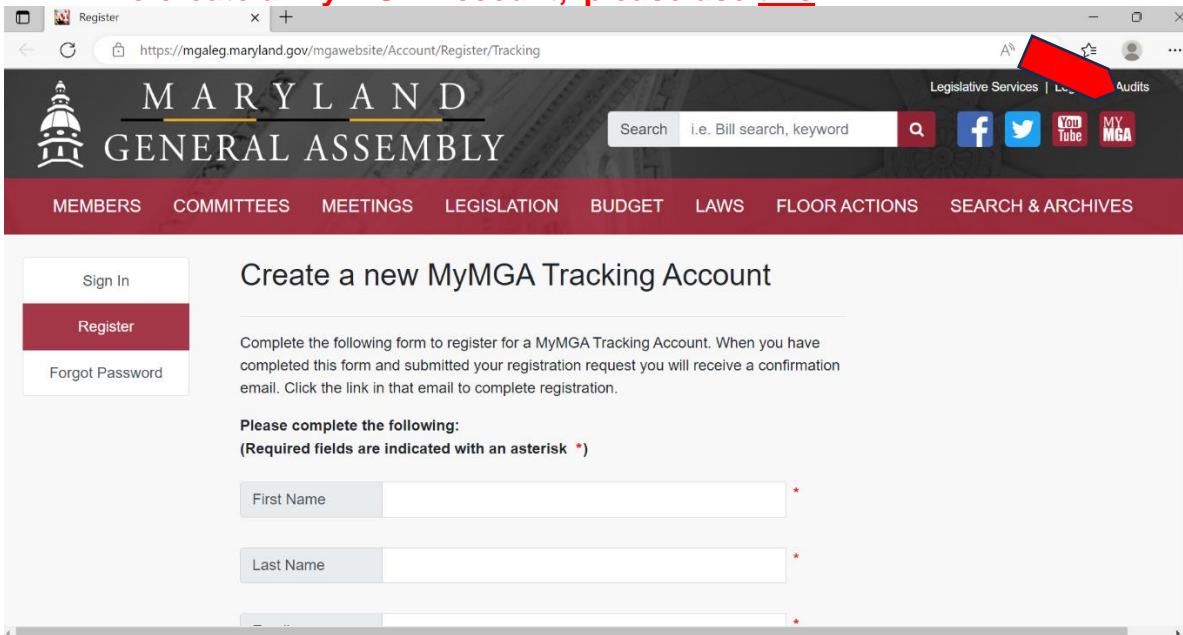 Register
https://mgaleg.maryland.gov/mgawebsite/Account/Register/Tracking
Legislative Services | Audits
MARYLAND
GENERAL ASSEMBLY
Search i.e. Bill search, keyword
You Tube
MY MGA
MEMBERS COMMITTEES MEETINGS LEGISLATION BUDGET LAWS FLOOR ACTIONS SEARCH & ARCHIVES
Sign In
Register
Forgot Password
Create a new MyMGA Tracking Account
Complete the following form to register for a MyMGA Tracking Account. When you have
completed this form and submitted your registration request you will receive a confirmation
email. Click the link in that email to complete registration.
Please complete the following:
(Required fields are indicated with an asterisk *)
First Name *
Last Name *
*